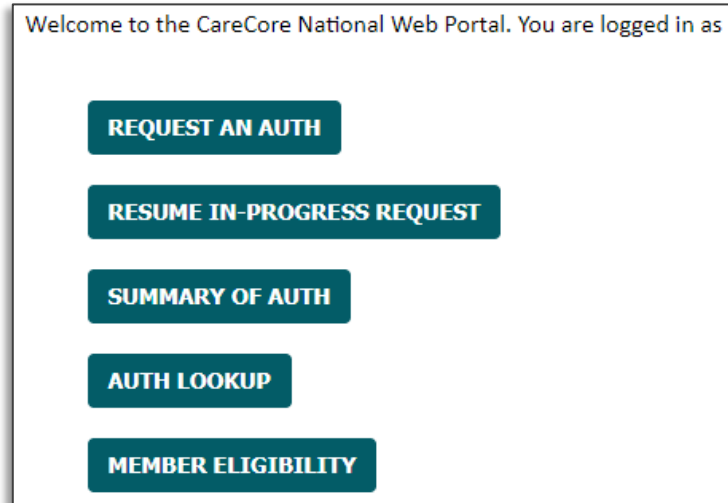 Welcome to the CareCore National Web Portal. You are logged in as
REQUEST AN AUTH
RESUME IN-PROGRESS REQUEST
SUMMARY OF AUTH
AUTH LOOKUP
MEMBER ELIGIBILITY